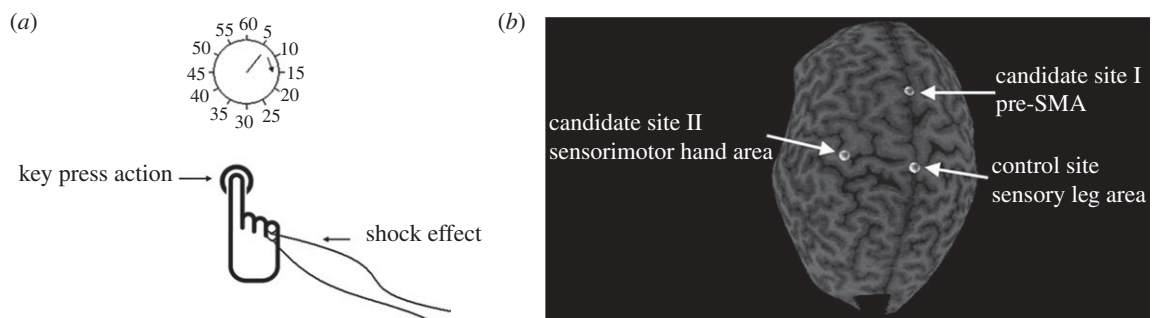 (a)
60
55 5
50 10
45 15
40 20
35 25
30
key press action
shock effect
(b)
candidate site I
pre-SMA
candidate site II
sensorimotor hand area
control site
sensory leg area